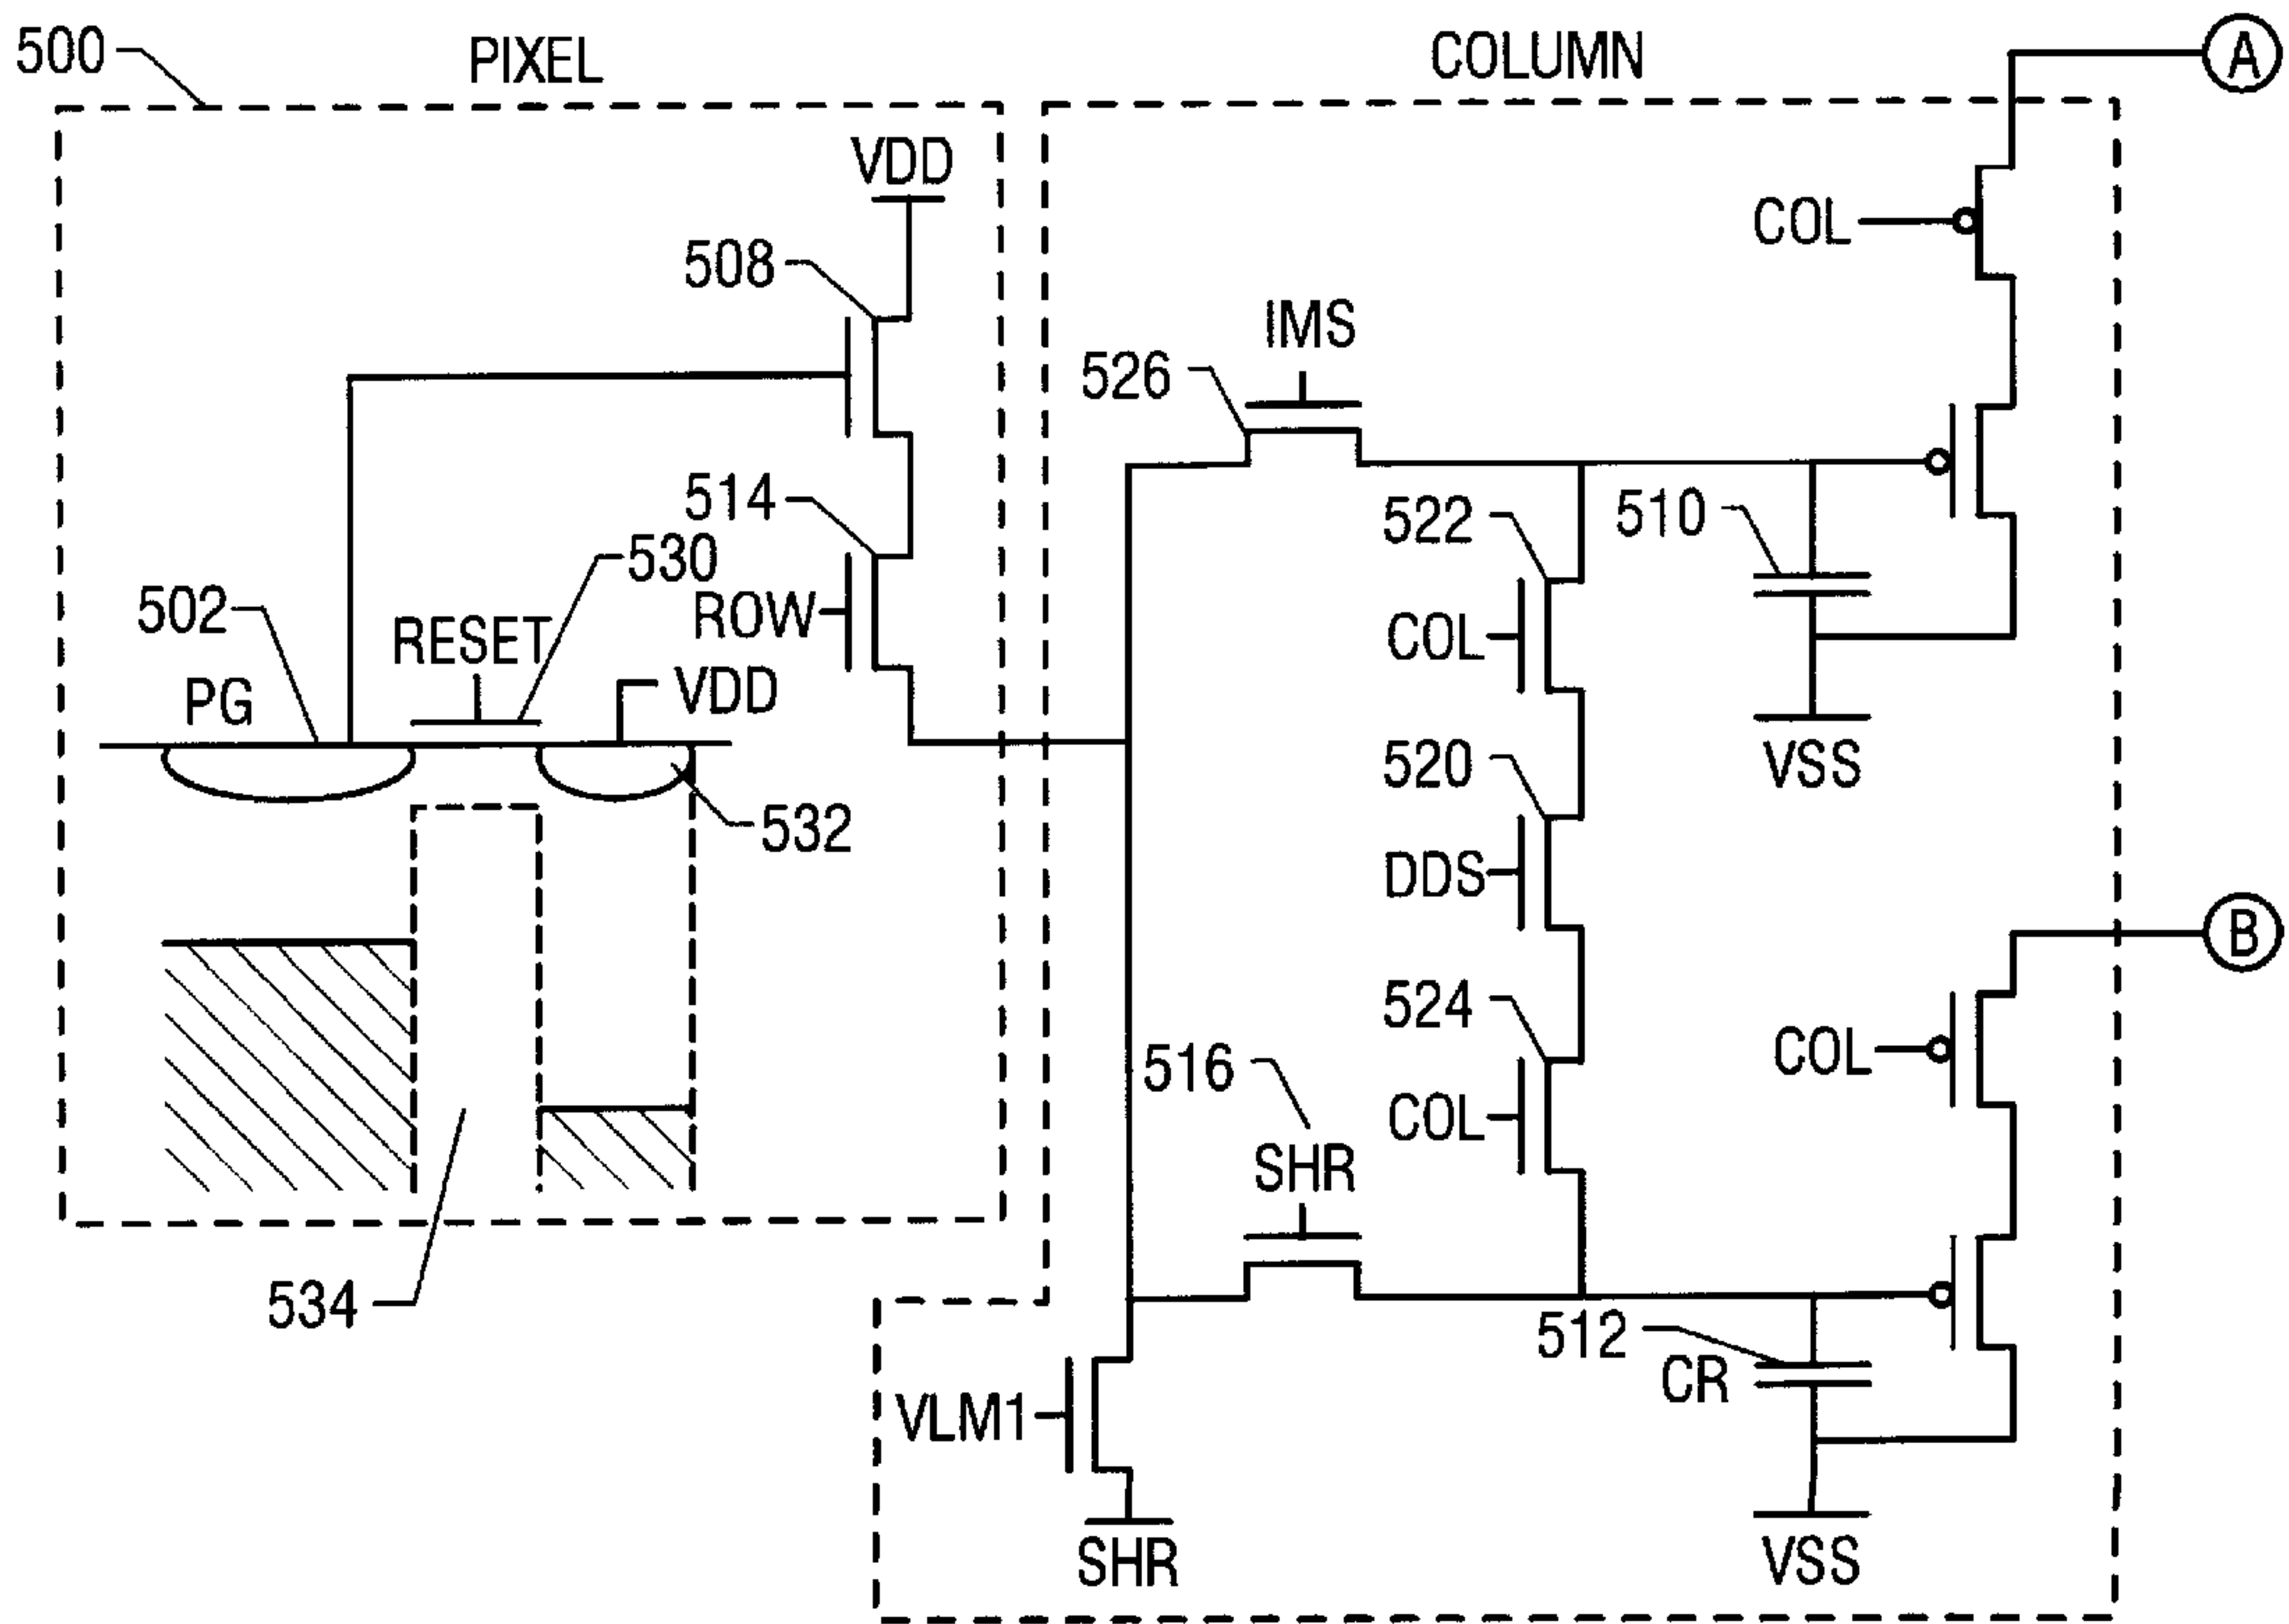 500
PIXEL
COLUMN
A
VDD
508
COL
IMS
526
514
522
510
530
502
RESET
ROW
COL
PG
VDD
520
VSS
532
DDS
B
524
COL
516
COL
SHR
534
512
CR
VLM1
SHR
VSS